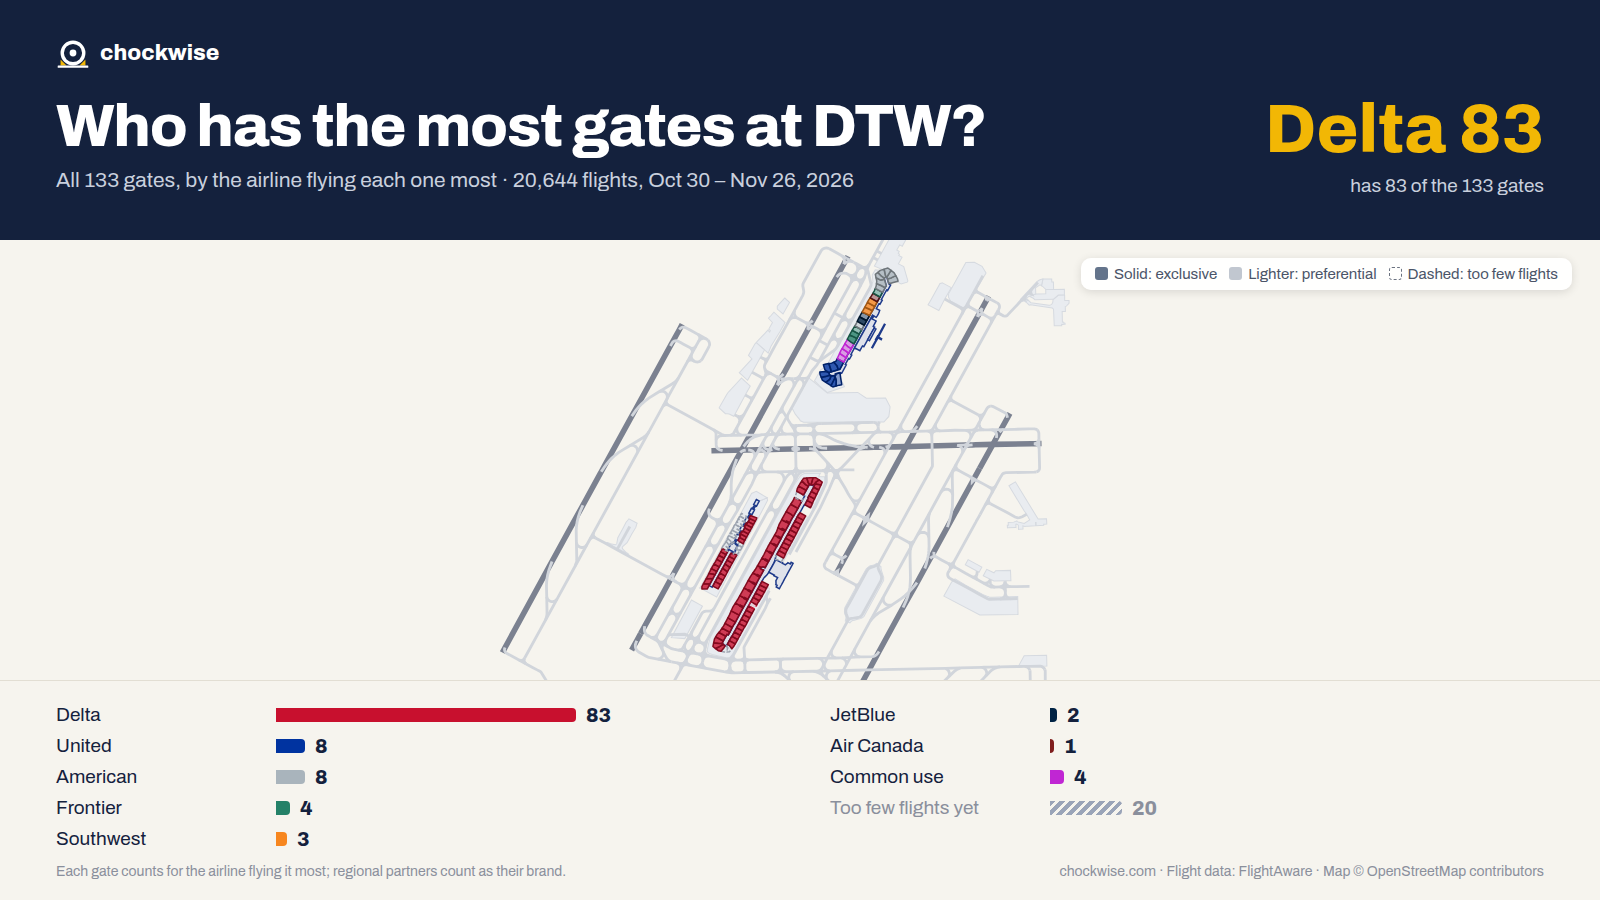 chockwise
Who has the most gates at DTW?
All 133 gates, by the airline flying each one most · 20,644 flights, Oct 30 – Nov 26, 2026
Delta 83
has 83 of the 133 gates
Solid: exclusive
Lighter: preferential
Dashed: too few flights
Delta 83
United 8
American 8
Frontier 4
Southwest 3
JetBlue 2
Air Canada 1
Common use 4
Too few flights yet 20
Each gate counts for the airline flying it most; regional partners count as their brand.
chockwise.com · Flight data: FlightAware · Map © OpenStreetMap contributors